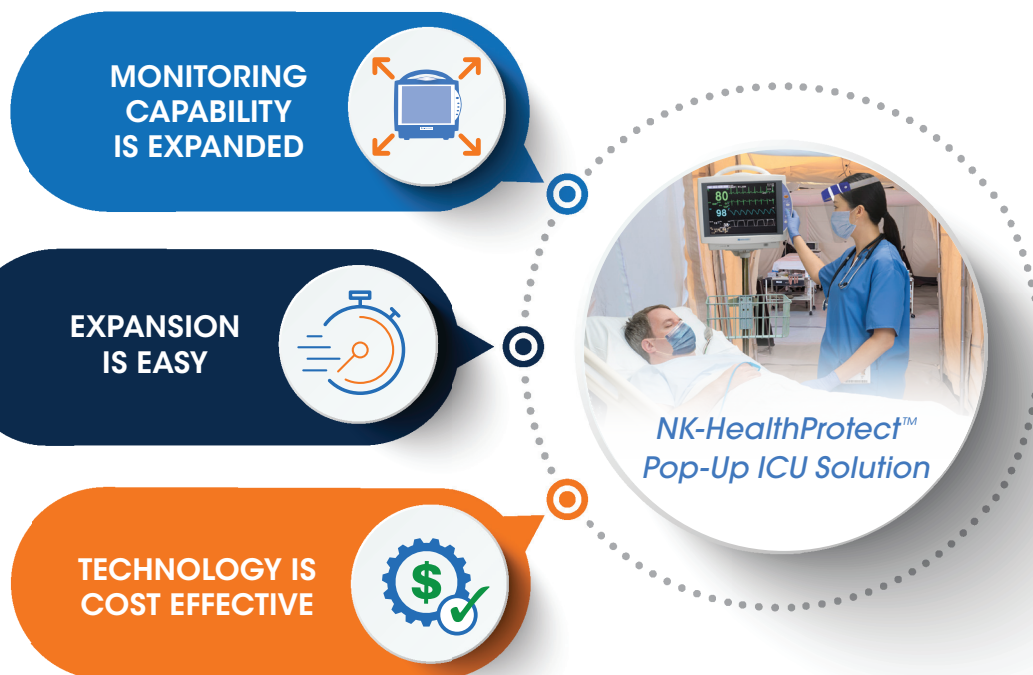 MONITORING
CAPABILITY
IS EXPANDED
EXPANSION
IS EASY
TECHNOLOGY IS
COST EFFECTIVE
$
80
98
NK-HealthProtect™
Pop-Up ICU Solution